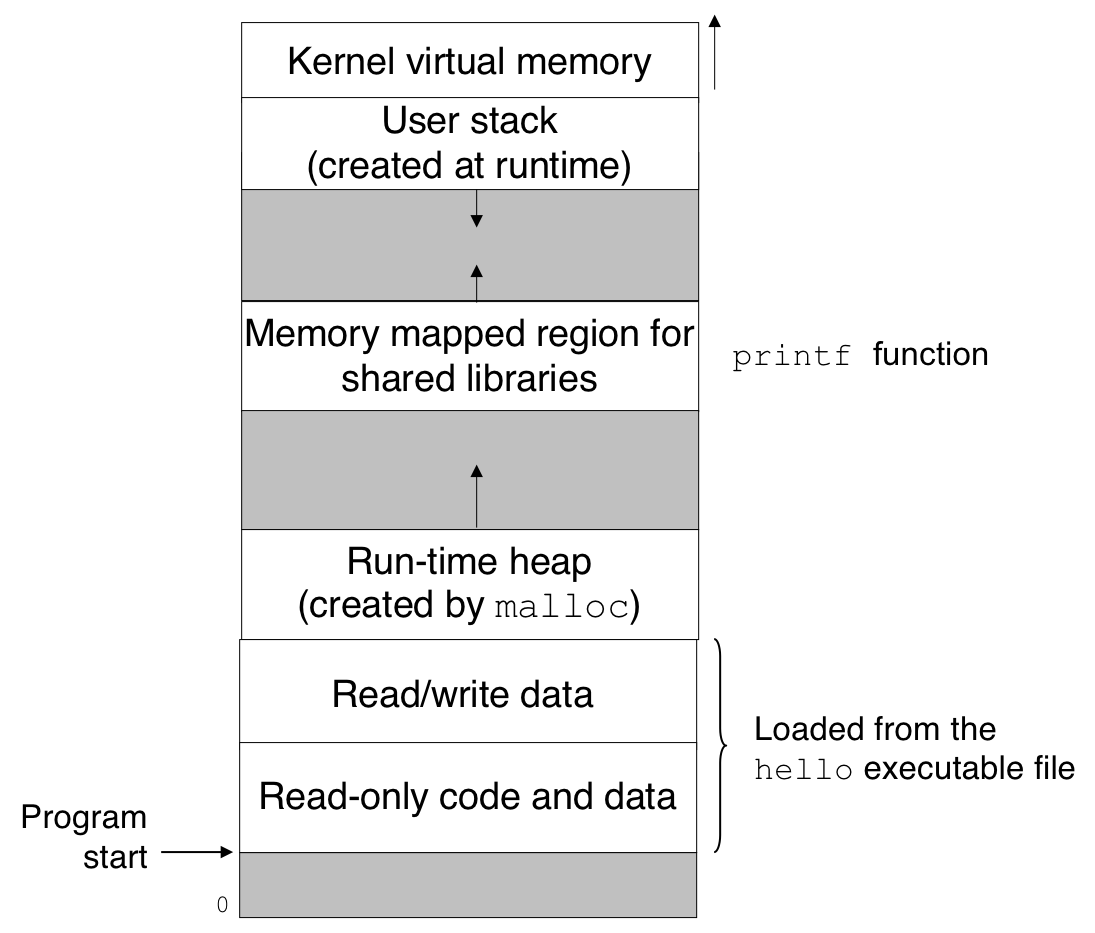 Kernel virtual memory
User stack
(created at runtime)
Memory mapped region for
shared libraries
printf function
Run-time heap
(created by malloc)
Read/write data
Loaded from the
hello executable file
Read-only code and data
Program
start
0